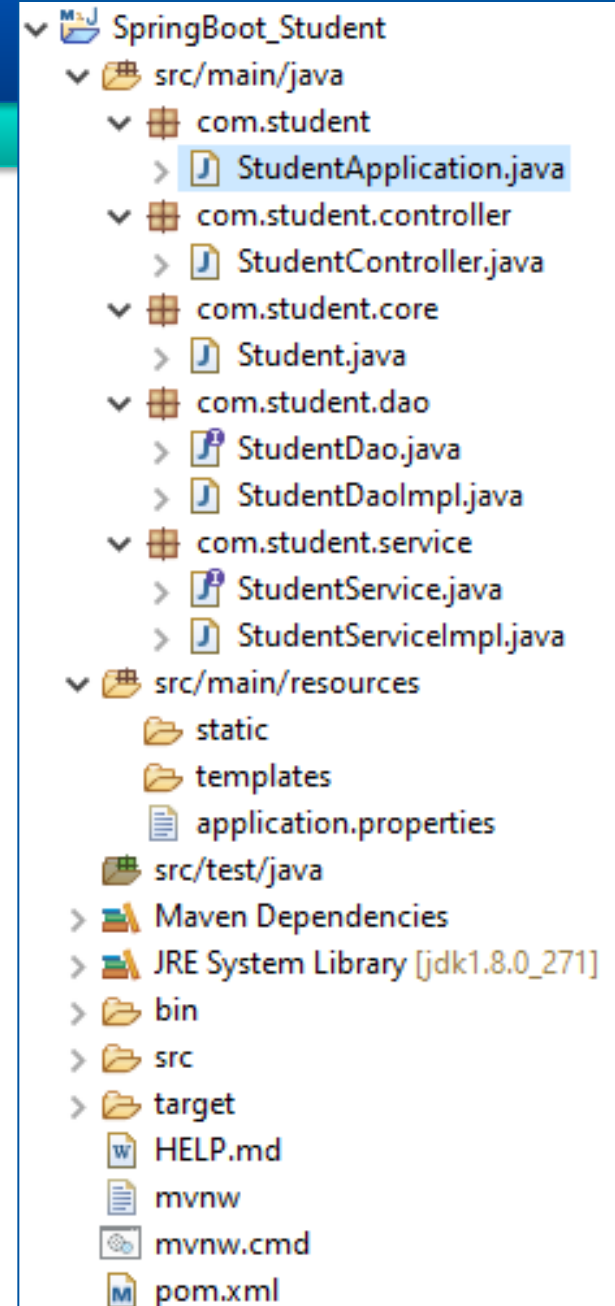 SpringBoot_Student
src/main/java
com.student
StudentApplication.java
com.student.controller
StudentController.java
com.student.core
Student.java
com.student.dao
StudentDao.java
StudentDaoImpl.java
com.student.service
StudentService.java
StudentServiceImpl.java
src/main/resources
static
templates
application.properties
src/test/java
Maven Dependencies
JRE System Library [jdk1.8.0_271]
bin
src
target
HELP.md
mvnw
mvnw.cmd
pom.xml